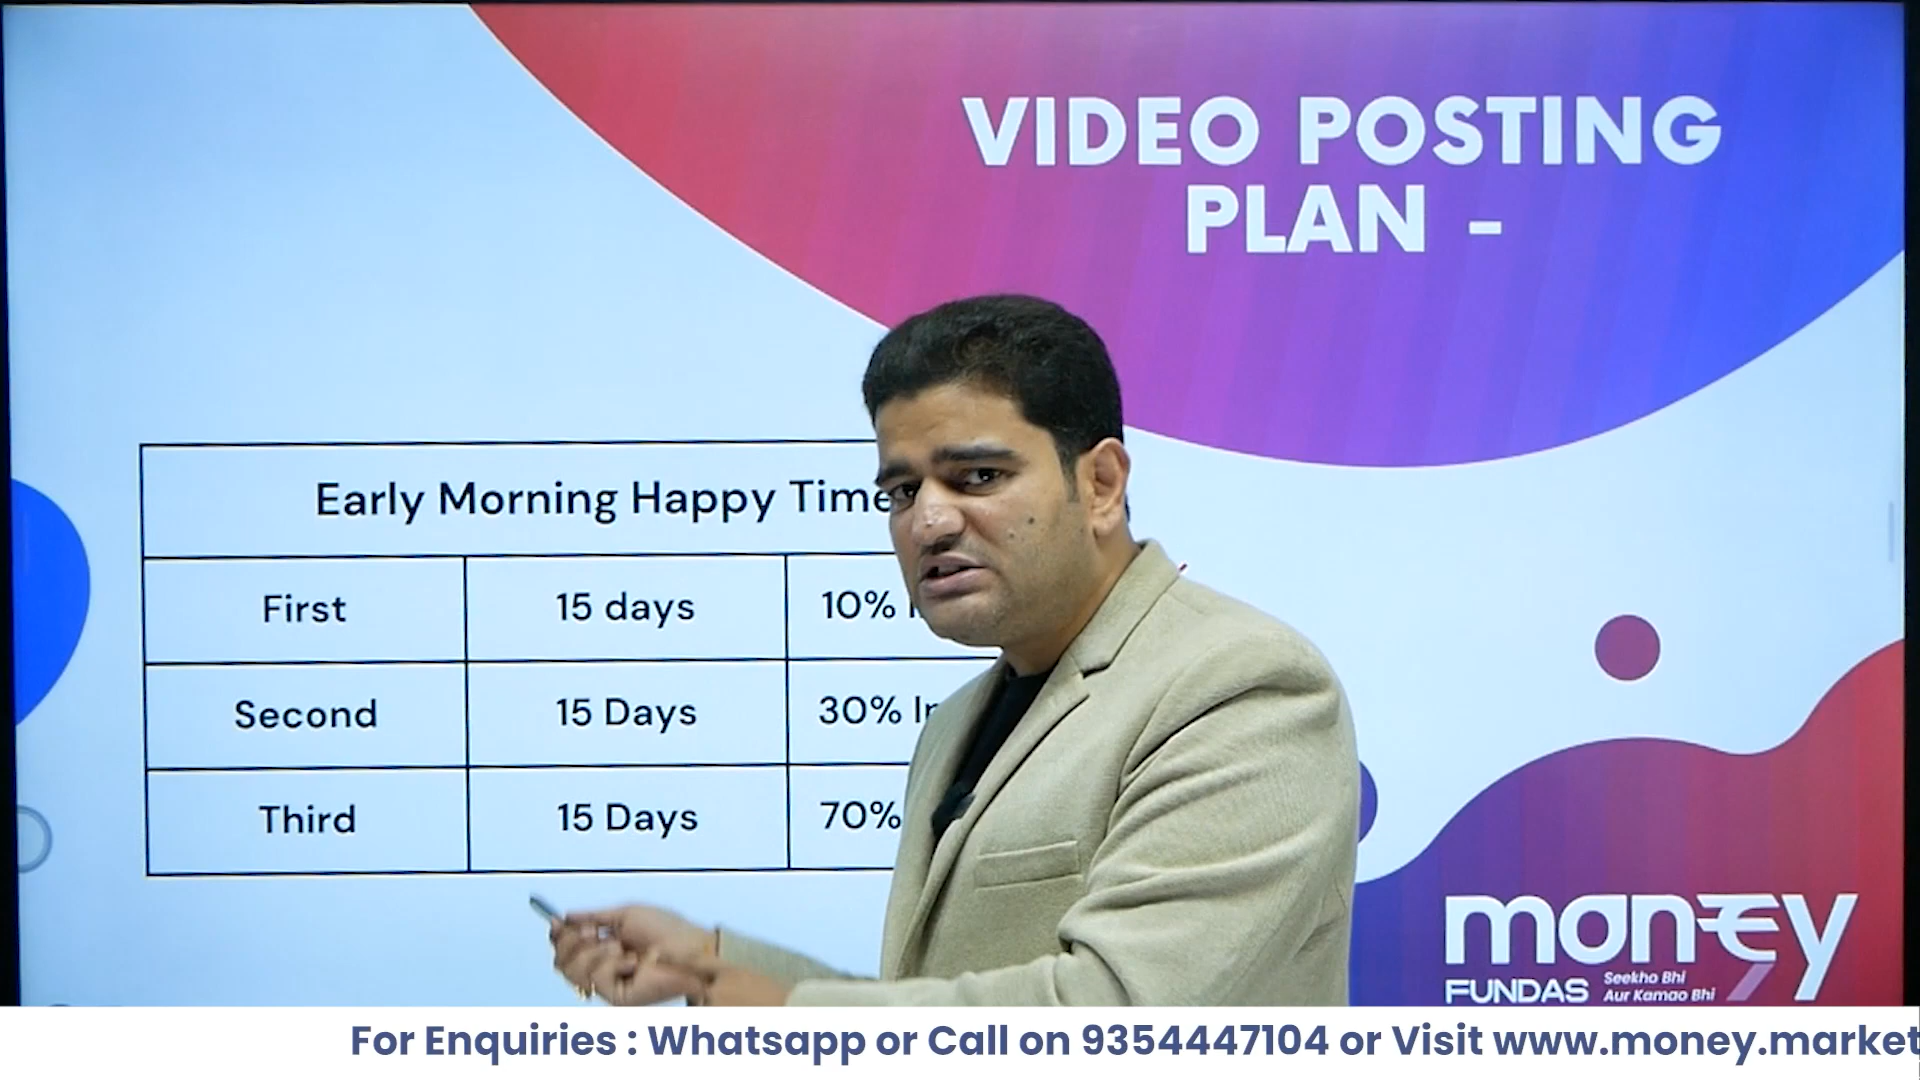 VIDEO POSTING
PLAN -
Early Morning Happy Time
First 15 days 10%
Second 15 Days 30%
Third 15 Days 70%
money
FUNDAS Seekho Bhi
Aur Kamao Bhi
For Enquiries : Whatsapp or Call on 9354447104 or Visit www.money.market